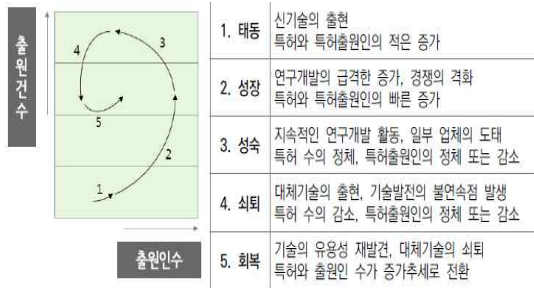 출원건수
4
3
5
2
1
출원인수
1. 태동
신기술의 출현
특허와 특허출원인의 적은 증가
2. 성장
연구개발의 급격한 증가, 경쟁의 격화
특허와 특허출원인의 빠른 증가
3. 성숙
지속적인 연구개발 활동, 일부 업체의 도태
특허 수의 정체, 특허출원인의 정체 또는 감소
4. 쇠퇴
대체기술의 출현, 기술발전의 불연속점 발생
특허 수의 감소, 특허출원인의 정체 또는 감소
5. 회복
기술의 유용성 재발견, 대체기술의 쇠퇴
특허와 출원인 수가 증가추세로 전환